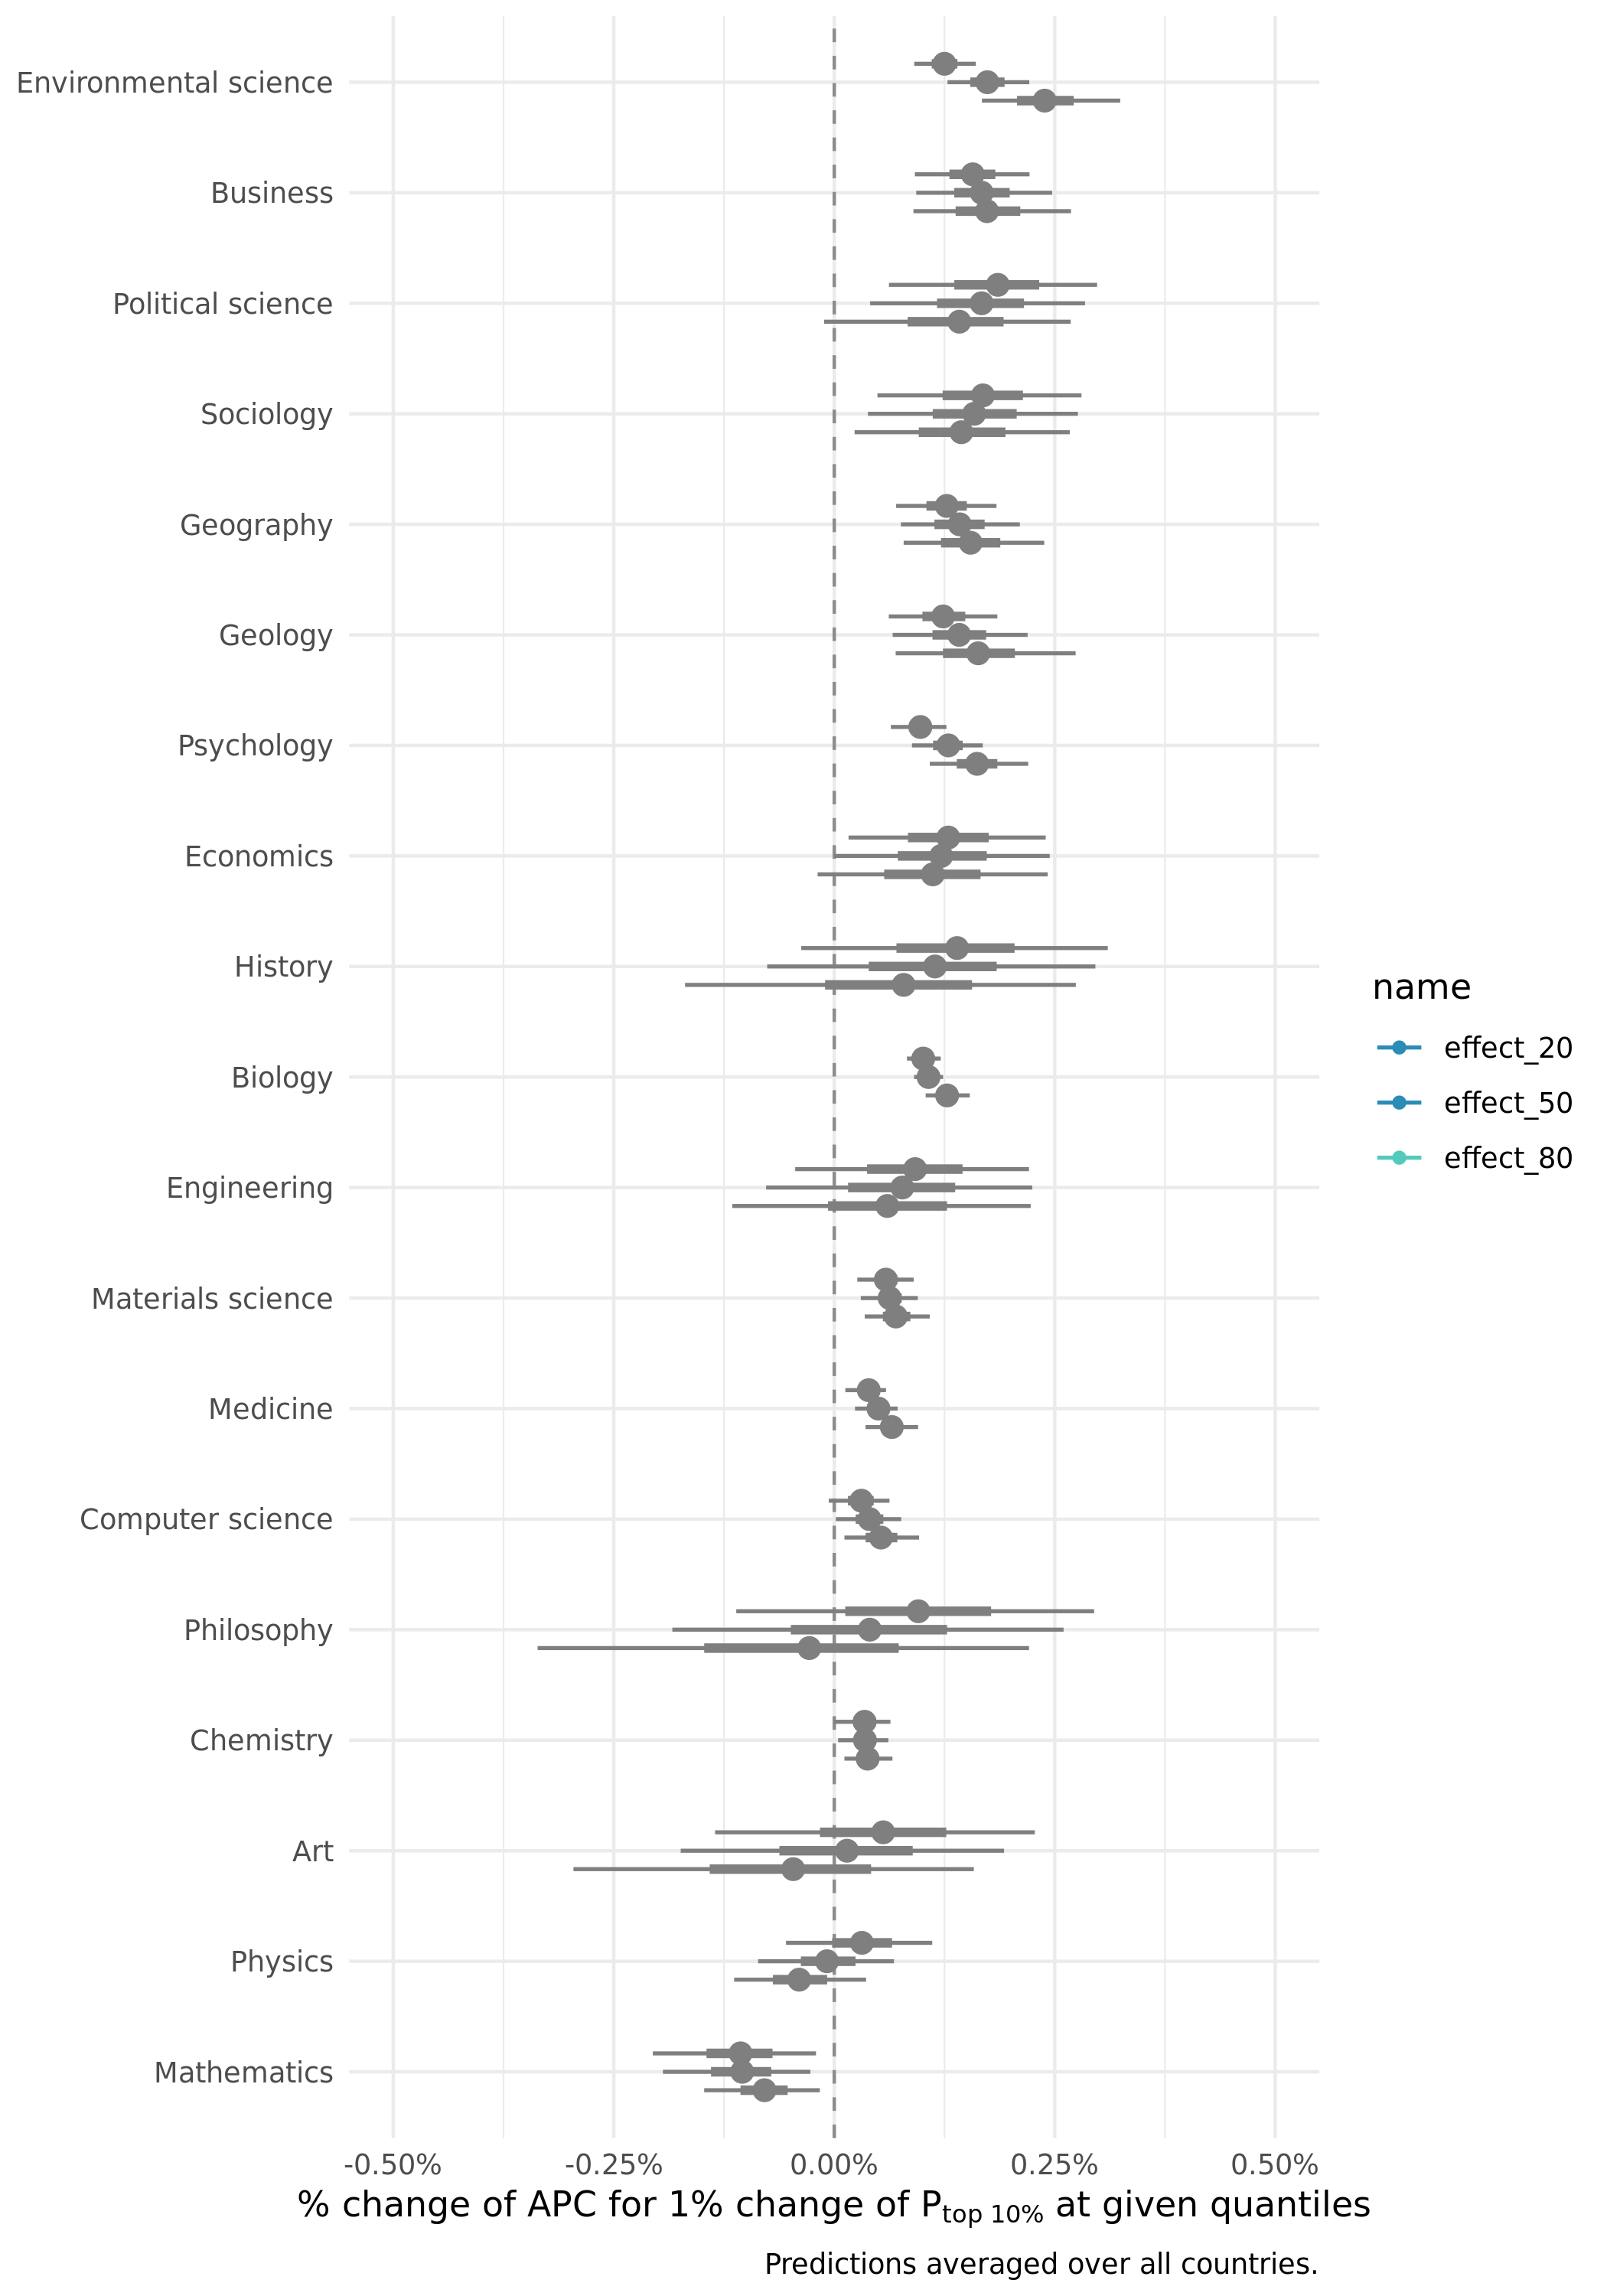 Environmental science
Business
Political science
Sociology
Geography
Geology
Psychology
Economics
History
Biology
Engineering
Materials science
Medicine
Computer science
Philosophy
Chemistry
Art
Physics
Mathematics
name
effect_20
effect_50
effect_80
-0.50% -0.25% 0.00% 0.25% 0.50%
% change of APC for 1% change of Ptop 10% at given quantiles
Predictions averaged over all countries.